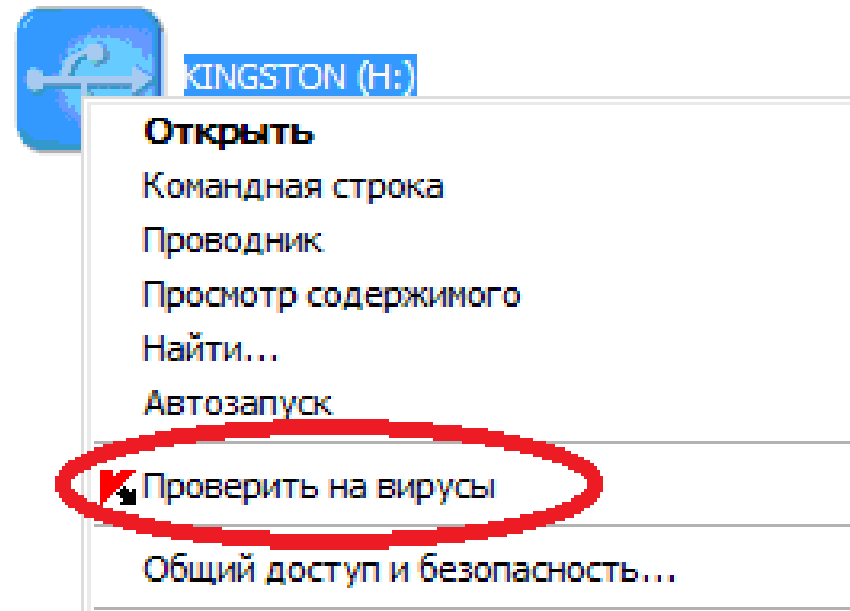 KINGSTON (H:)
Открыть
Командная строка
Проводник
Просмотр содержимого
Найти...
Автозапуск
Проверить на вирусы
Общий доступ и безопасность...